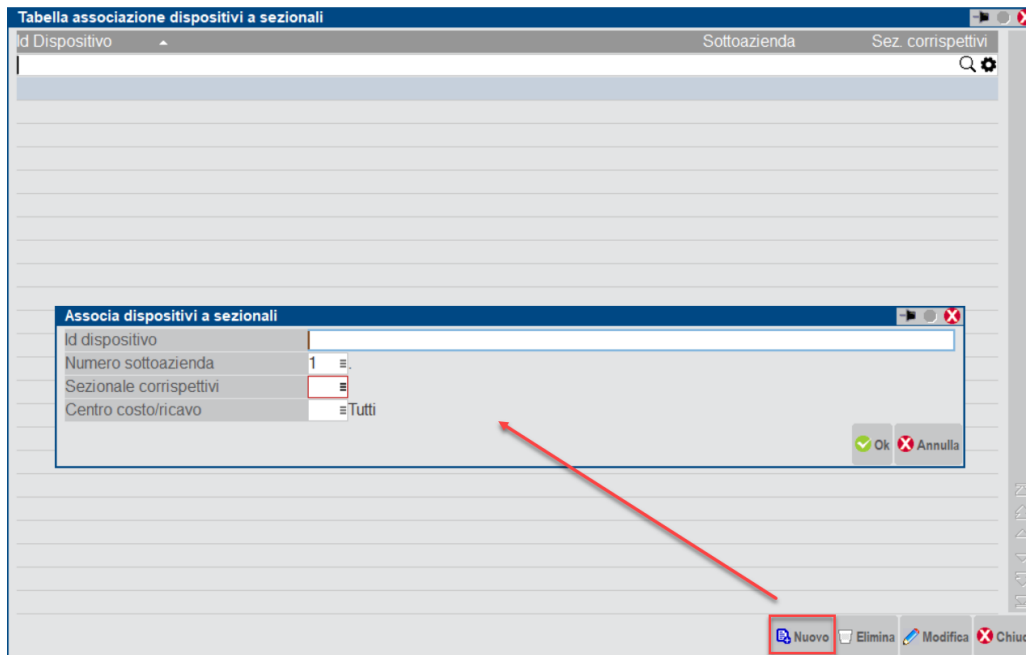 Tabella associazione dispositivi a sezionali
Id Dispositivo Sottoazienda Sez. corrispettivi
Associa dispositivi a sezionali
Id dispositivo
Numero sottoazienda 1 .
Sezionale corrispettivi
Centro costo/ricavo Tutti
Ok Annulla
Nuovo Elimina Modifica